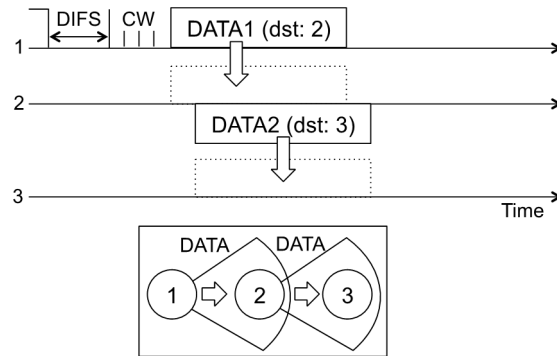 DIFS CW
DATA1 (dst: 2)
1
2
DATA2 (dst: 3)
3
Time
DATA DATA
1 2 3